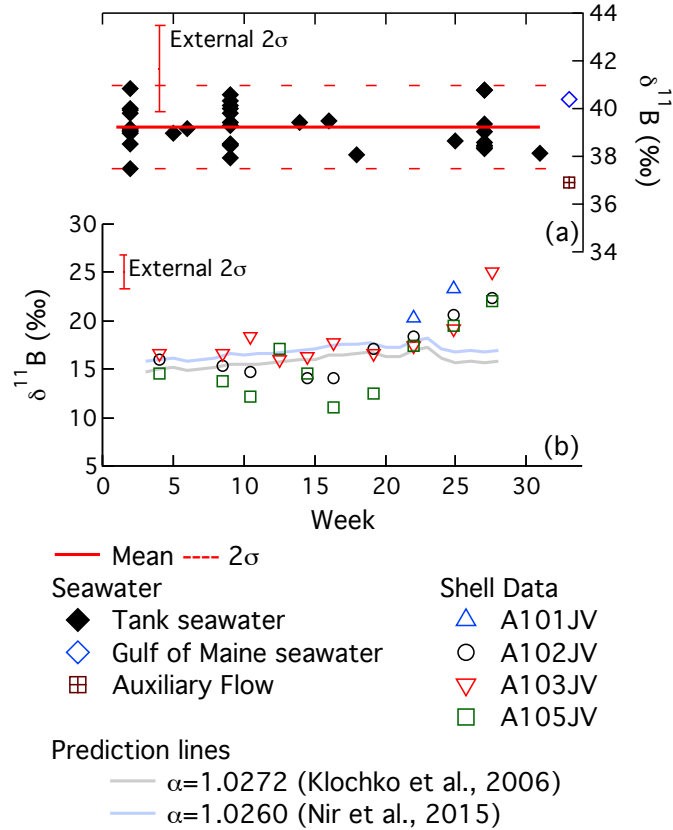 44
External 2σ
42
40
38
36
34
δ¹¹B (‰)
(a)
30
External 2σ
25
20
15
10
5
δ¹¹B (‰)
(b)
0 5 10 15 20 25 30
Week
Mean 2σ
Seawater
Tank seawater
Gulf of Maine seawater
Auxiliary Flow
Shell Data
A101JV
A102JV
A103JV
A105JV
Prediction lines
α=1.0272 (Klochko et al., 2006)
α=1.0260 (Nir et al., 2015)